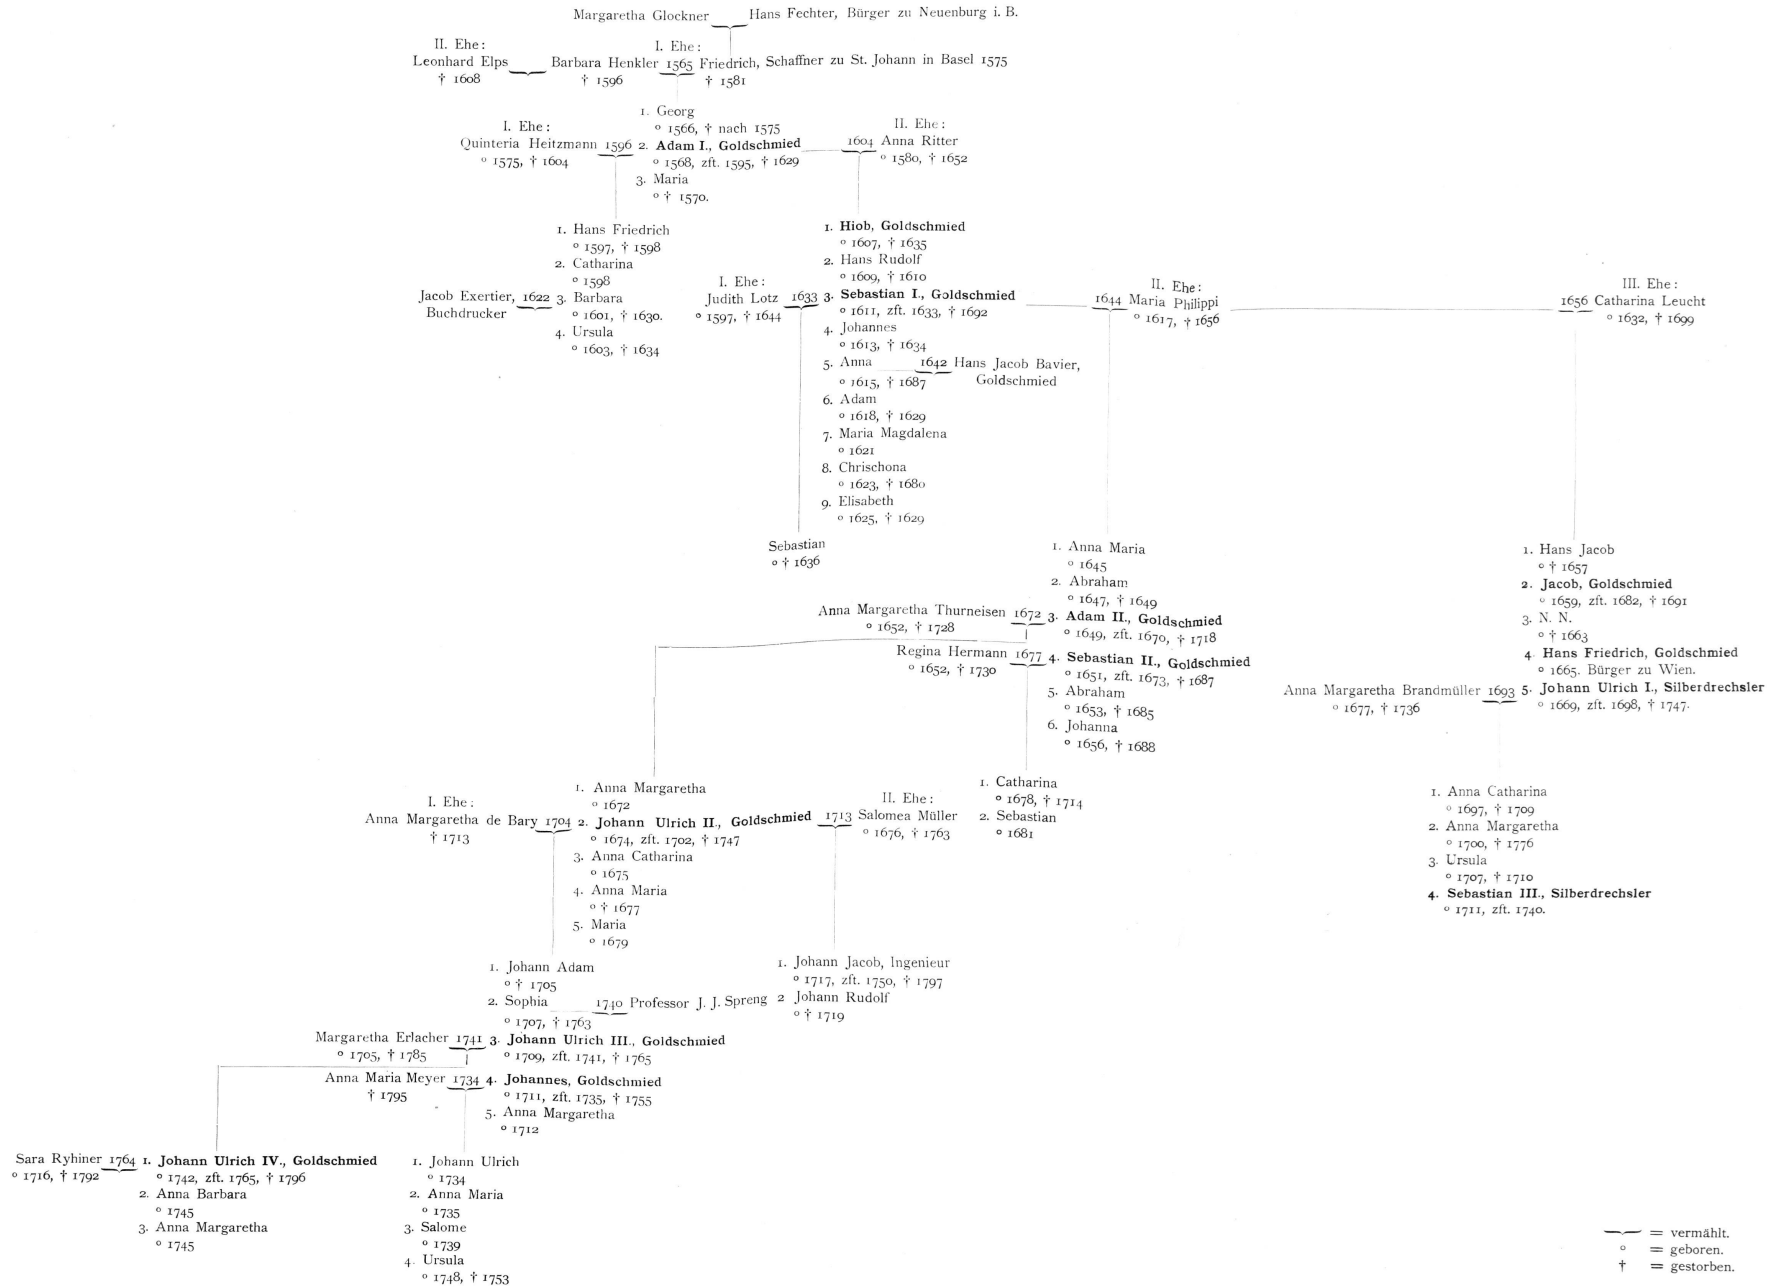 Margaretha Glockner Hans Fechter, Bürger zu Neuenburg i. B.
II. Ehe: I. Ehe:
Leonhard Elps Barbara Henkler 1565 Friedrich, Schaffner zu St. Johann in Basel 1575
† 1608 † 1596 † 1581
1. Georg
° 1566, † nach 1575
I. Ehe: II. Ehe:
Quinteria Heitzmann 1596 2. Adam I., Goldschmied 1604 Anna Ritter
° 1575, † 1604 ° 1568, zft. 1595, † 1629 ° 1580, † 1652
3. Maria
° † 1570.
1. Hans Friedrich
° 1597, † 1598
2. Catharina
° 1598
Jacob Exertier, 1622 3. Barbara
Buchdrucker ° 1601, † 1630.
4. Ursula
° 1603, † 1634
1. Hiob, Goldschmied
° 1607, † 1635
2. Hans Rudolf
° 1609, † 1610
I. Ehe: II. Ehe: III. Ehe:
Judith Lotz 1633 3. Sebastian I., Goldschmied 1644 Maria Philippi 1656 Catharina Leucht
° 1597, † 1644 ° 1611, zft. 1633, † 1692 ° 1617, † 1656 ° 1632, † 1699
4. Johannes
° 1613, † 1634
5. Anna 1642 Hans Jacob Bavier,
° 1615, † 1687 Goldschmied
6. Adam
° 1618, † 1629
7. Maria Magdalena
° 1621
8. Chrischona
° 1623, † 1680
9. Elisabeth
° 1625, † 1629
Sebastian
° † 1636
1. Anna Maria
° 1645
2. Abraham
° 1647, † 1649
Anna Margaretha Thurneisen 1672 3. Adam II., Goldschmied
° 1652, † 1728 ° 1649, zft. 1670, † 1718
Regina Hermann 1677 4. Sebastian II., Goldschmied
° 1652, † 1730 ° 1651, zft. 1673, † 1687
5. Abraham
° 1653, † 1685
6. Johanna
° 1656, † 1688
1. Hans Jacob
° † 1657
2. Jacob, Goldschmied
° 1659, zft. 1682, † 1691
3. N. N.
° † 1663
4 Hans Friedrich, Goldschmied
° 1665. Bürger zu Wien.
Anna Margaretha Brandmüller 1693 5. Johann Ulrich I., Silberdrechsler
° 1677, † 1736 ° 1669, zft. 1698, † 1747.
1. Anna Margaretha
° 1672
I. Ehe: II. Ehe:
Anna Margaretha de Bary 1704 2. Johann Ulrich II., Goldschmied 1713 Salomea Müller
† 1713 ° 1674, zft. 1702, † 1747 ° 1676, † 1763
3. Anna Catharina
° 1675
4. Anna Maria
° † 1677
5. Maria
° 1679
1. Catharina
° 1678, † 1714
2. Sebastian
° 1681
1. Anna Catharina
° 1697, † 1709
2. Anna Margaretha
° 1700, † 1776
3. Ursula
° 1707, † 1710
4. Sebastian III., Silberdrechsler
° 1711, zft. 1740.
1. Johann Adam
° † 1705
2. Sophia 1740 Professor J. J. Spreng
° 1707, † 1763
Margaretha Erlacher 1741 3. Johann Ulrich III., Goldschmied
° 1705, † 1785 ° 1709, zft. 1741, † 1765
Anna Maria Meyer 1734 4. Johannes, Goldschmied
† 1795 ° 1711, zft. 1735, † 1755
5. Anna Margaretha
° 1712
1. Johann Jacob, Ingenieur
° 1717, zft. 1750, † 1797
2 Johann Rudolf
° † 1719
Sara Ryhiner 1764 1. Johann Ulrich IV., Goldschmied
° 1716, † 1792 ° 1742, zft. 1765, † 1796
2. Anna Barbara
° 1745
3. Anna Margaretha
° 1745
1. Johann Ulrich
° 1734
2. Anna Maria
° 1735
3. Salome
° 1739
4. Ursula
° 1748, † 1753
= vermählt.
° = geboren.
† = gestorben.